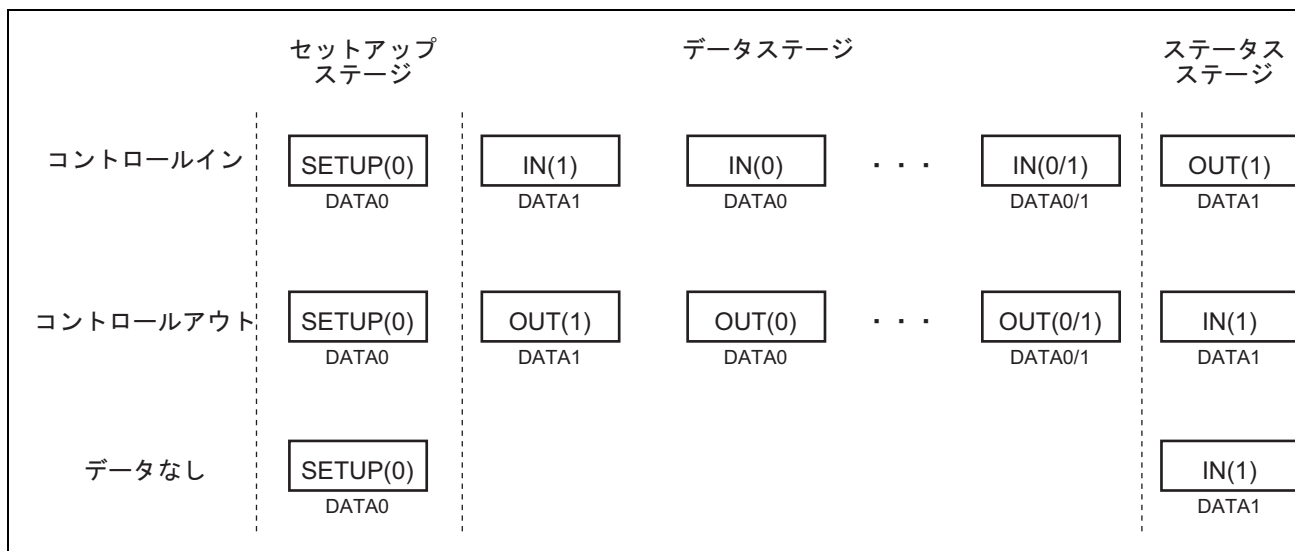 セットアップ
ステージ
データステージ
ステータス
ステージ
コントロールイン
SETUP(0)
IN(1)
IN(0)
・・・
IN(0/1)
OUT(1)
DATA0
DATA1
DATA0
DATA0/1
DATA1
コントロールアウト
SETUP(0)
OUT(1)
OUT(0)
・・・
OUT(0/1)
IN(1)
DATA0
DATA1
DATA0
DATA0/1
DATA1
データなし
SETUP(0)
IN(1)
DATA0
DATA1